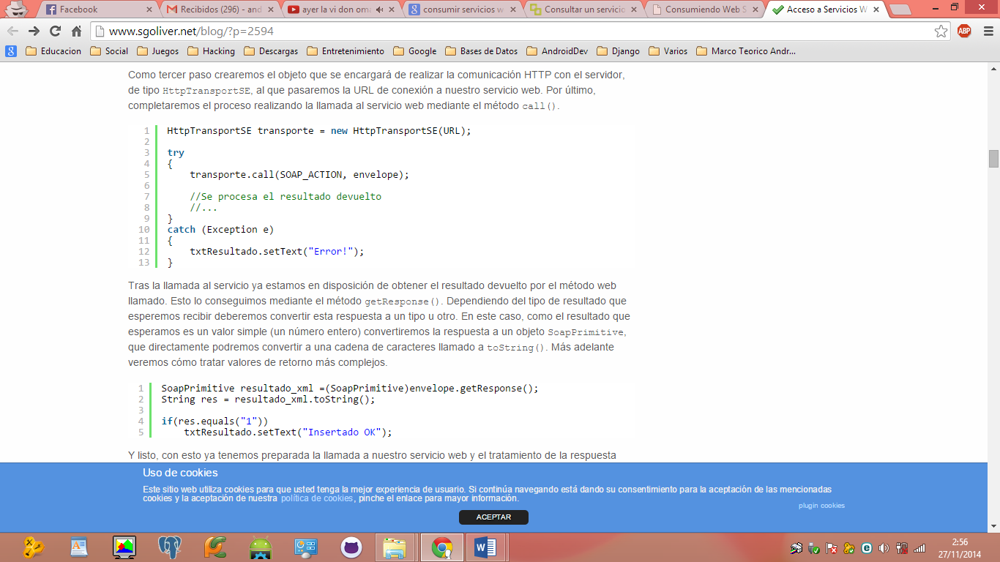 Facebook
Recibidos (296) - and
ayer la vi don oma
consumir servicios w
Consultar un servicio
Consumiendo Web S
Acceso a Servicios W
www.sgoliver.net/blog/?p=2594
ABP
Educacion
Social
Juegos
Hacking
Descargas
Entretenimiento
Google
Bases de Datos
AndroidDev
Django
Varios
Marco Teorico Andr...
Como tercer paso crearemos el objeto que se encargará de realizar la comunicación HTTP con el servidor,
de tipo HttpTransportSE, al que pasaremos la URL de conexión a nuestro servicio web. Por último,
completaremos el proceso realizando la llamada al servicio web mediante el método call().
1 HttpTransportSE transporte = new HttpTransportSE(URL);
2
3 try
4 {
5 transporte.call(SOAP_ACTION, envelope);
6
7 //Se procesa el resultado devuelto
8 //...
9 }
10 catch (Exception e)
11 {
12 txtResultado.setText("Error!");
13 }
Tras la llamada al servicio ya estamos en disposición de obtener el resultado devuelto por el método web
llamado. Esto lo conseguimos mediante el método getResponse(). Dependiendo del tipo de resultado que
esperemos recibir deberemos convertir esta respuesta a un tipo u otro. En este caso, como el resultado que
esperamos es un valor simple (un número entero) convertiremos la respuesta a un objeto SoapPrimitive,
que directamente podremos convertir a una cadena de caracteres llamado a toString(). Más adelante
veremos cómo tratar valores de retorno más complejos.
1 SoapPrimitive resultado_xml =(SoapPrimitive)envelope.getResponse();
2 String res = resultado_xml.toString();
3
4 if(res.equals("1"))
5 txtResultado.setText("Insertado OK");
Y listo, con esto ya tenemos preparada la llamada a nuestro servicio web y el tratamiento de la respuesta
Uso de cookies
Este sitio web utiliza cookies para que usted tenga la mejor experiencia de usuario. Si continúa navegando está dando su consentimiento para la aceptación de las mencionadas
cookies y la aceptación de nuestra política de cookies, pinche el enlace para mayor información.
plugin cookies
ACEPTAR
2:56
27/11/2014